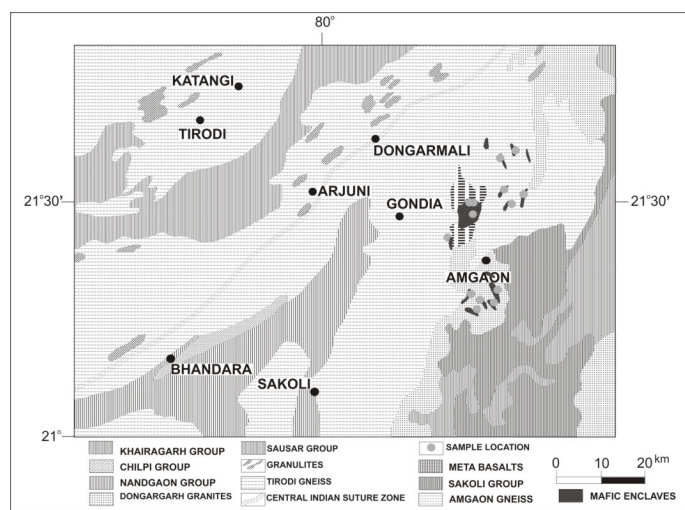 80°
KATANGI
TIRODI
DONGARMALI
21°30'
ARJUNI
GONDIA
21°30'
AMGAON
BHANDARA
SAKOLI
21°
KHAIRAGARH GROUP
CHILPI GROUP
NANDGAON GROUP
DONGARGARH GRANITES
SAUSAR GROUP
GRANULITES
TIRODI GNEISS
CENTRAL INDIAN SUTURE ZONE
SAMPLE LOCATION
META BASALTS
SAKOLI GROUP
AMGAON GNEISS
0 10 20 km
MAFIC ENCLAVES